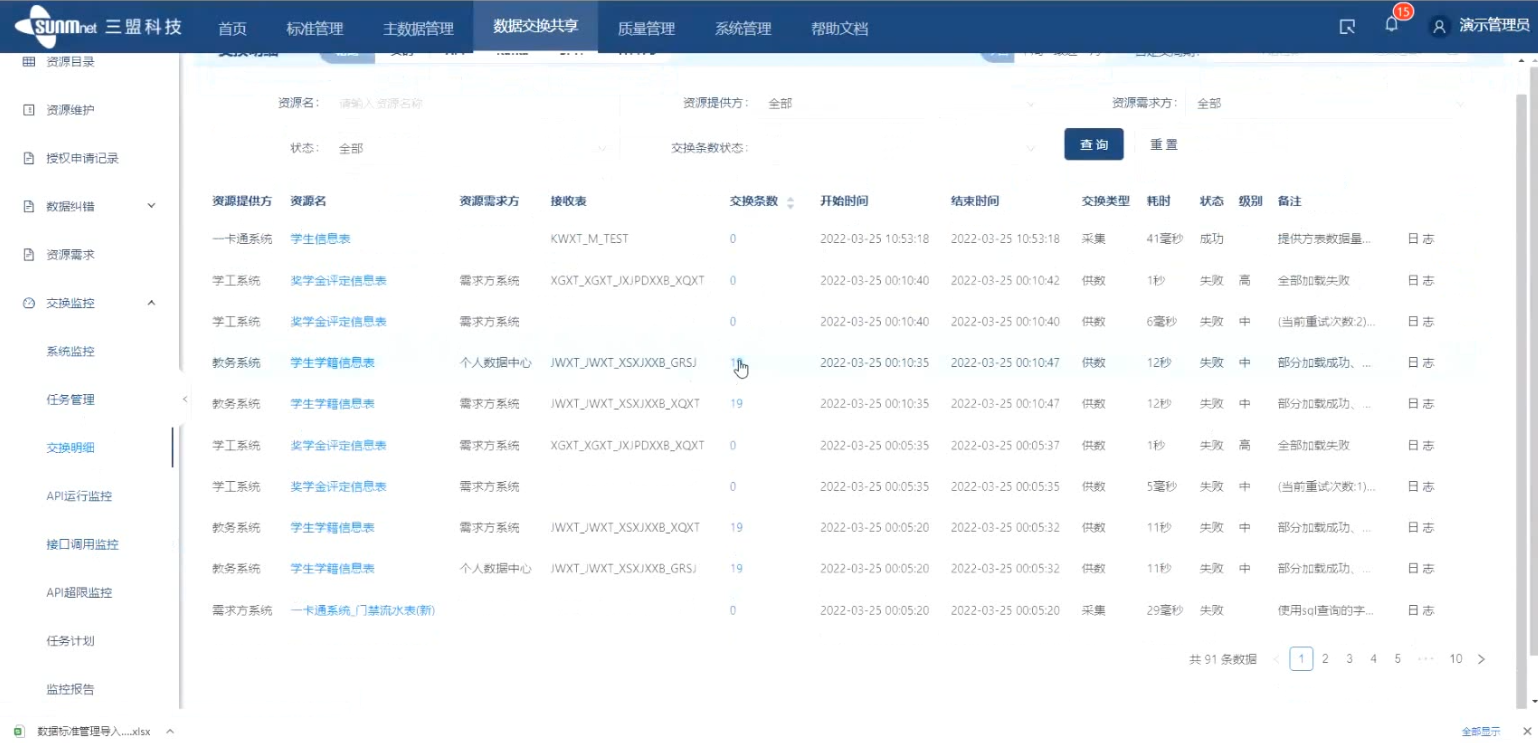 SUNMnet 三盟科技 首页 标准管理 主数据管理 数据交换共享 质量管理 系统管理 帮助文档 15 演示管理员
资源目录
资源维护
授权申请记录
数据纠错
资源需求
交换监控
系统监控
任务管理
交换明细
API运行监控
接口调用监控
API超限监控
任务计划
监控报告
交换明细
资源名： 请输入资源名称 资源提供方： 全部 资源需求方： 全部
状态： 全部 交换条数状态： 查询 重置
资源提供方 资源名 资源需求方 接收表 交换条数 开始时间 结束时间 交换类型 耗时 状态 级别 备注
一卡通系统 学生信息表 KWXT_M_TEST 0 2022-03-25 10:53:18 2022-03-25 10:53:18 采集 41毫秒 成功 提供方表数据量... 日志
学工系统 奖学金评定信息表 需求方系统 XGXT_XGXT_JXJPDXXB_XQXT 0 2022-03-25 00:10:40 2022-03-25 00:10:42 供数 1秒 失败 高 全部加载失败 日志
学工系统 奖学金评定信息表 需求方系统 0 2022-03-25 00:10:40 2022-03-25 00:10:40 供数 6毫秒 失败 中 (当前重试次数:2)... 日志
教务系统 学生学籍信息表 个人数据中心 JWXT_JWXT_XSXJXXB_GRSJ 2022-03-25 00:10:35 2022-03-25 00:10:47 供数 12秒 失败 中 部分加载成功、... 日志
教务系统 学生学籍信息表 需求方系统 JWXT_JWXT_XSXJXXB_XQXT 19 2022-03-25 00:10:35 2022-03-25 00:10:47 供数 12秒 失败 中 部分加载成功、... 日志
学工系统 奖学金评定信息表 需求方系统 XGXT_XGXT_JXJPDXXB_XQXT 0 2022-03-25 00:05:35 2022-03-25 00:05:37 供数 1秒 失败 高 全部加载失败 日志
学工系统 奖学金评定信息表 需求方系统 0 2022-03-25 00:05:35 2022-03-25 00:05:35 供数 5毫秒 失败 中 (当前重试次数:1)... 日志
教务系统 学生学籍信息表 需求方系统 JWXT_JWXT_XSXJXXB_XQXT 19 2022-03-25 00:05:20 2022-03-25 00:05:32 供数 11秒 失败 中 部分加载成功、... 日志
教务系统 学生学籍信息表 个人数据中心 JWXT_JWXT_XSXJXXB_GRSJ 19 2022-03-25 00:05:20 2022-03-25 00:05:32 供数 11秒 失败 中 部分加载成功、... 日志
需求方系统 一卡通系统_门禁流水表(新) 0 2022-03-25 00:05:20 2022-03-25 00:05:20 采集 29毫秒 失败 使用sql查询的字... 日志
共 91 条数据 1 2 3 4 5 ··· 10
数据标准管理导入....xlsx 全部显示